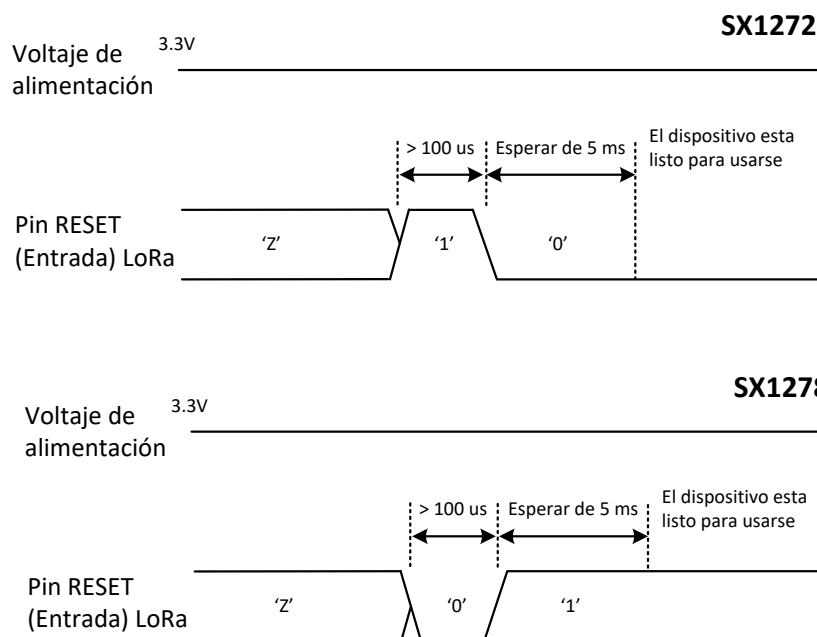 SX1272
Voltaje de
alimentación
3.3V
> 100 us
Esperar de 5 ms
El dispositivo esta
listo para usarse
Pin RESET
(Entrada) LoRa
‘Z’
‘1’
‘0’
SX1278
Voltaje de
alimentación
3.3V
> 100 us
Esperar de 5 ms
El dispositivo esta
listo para usarse
Pin RESET
(Entrada) LoRa
‘Z’
‘0’
‘1’